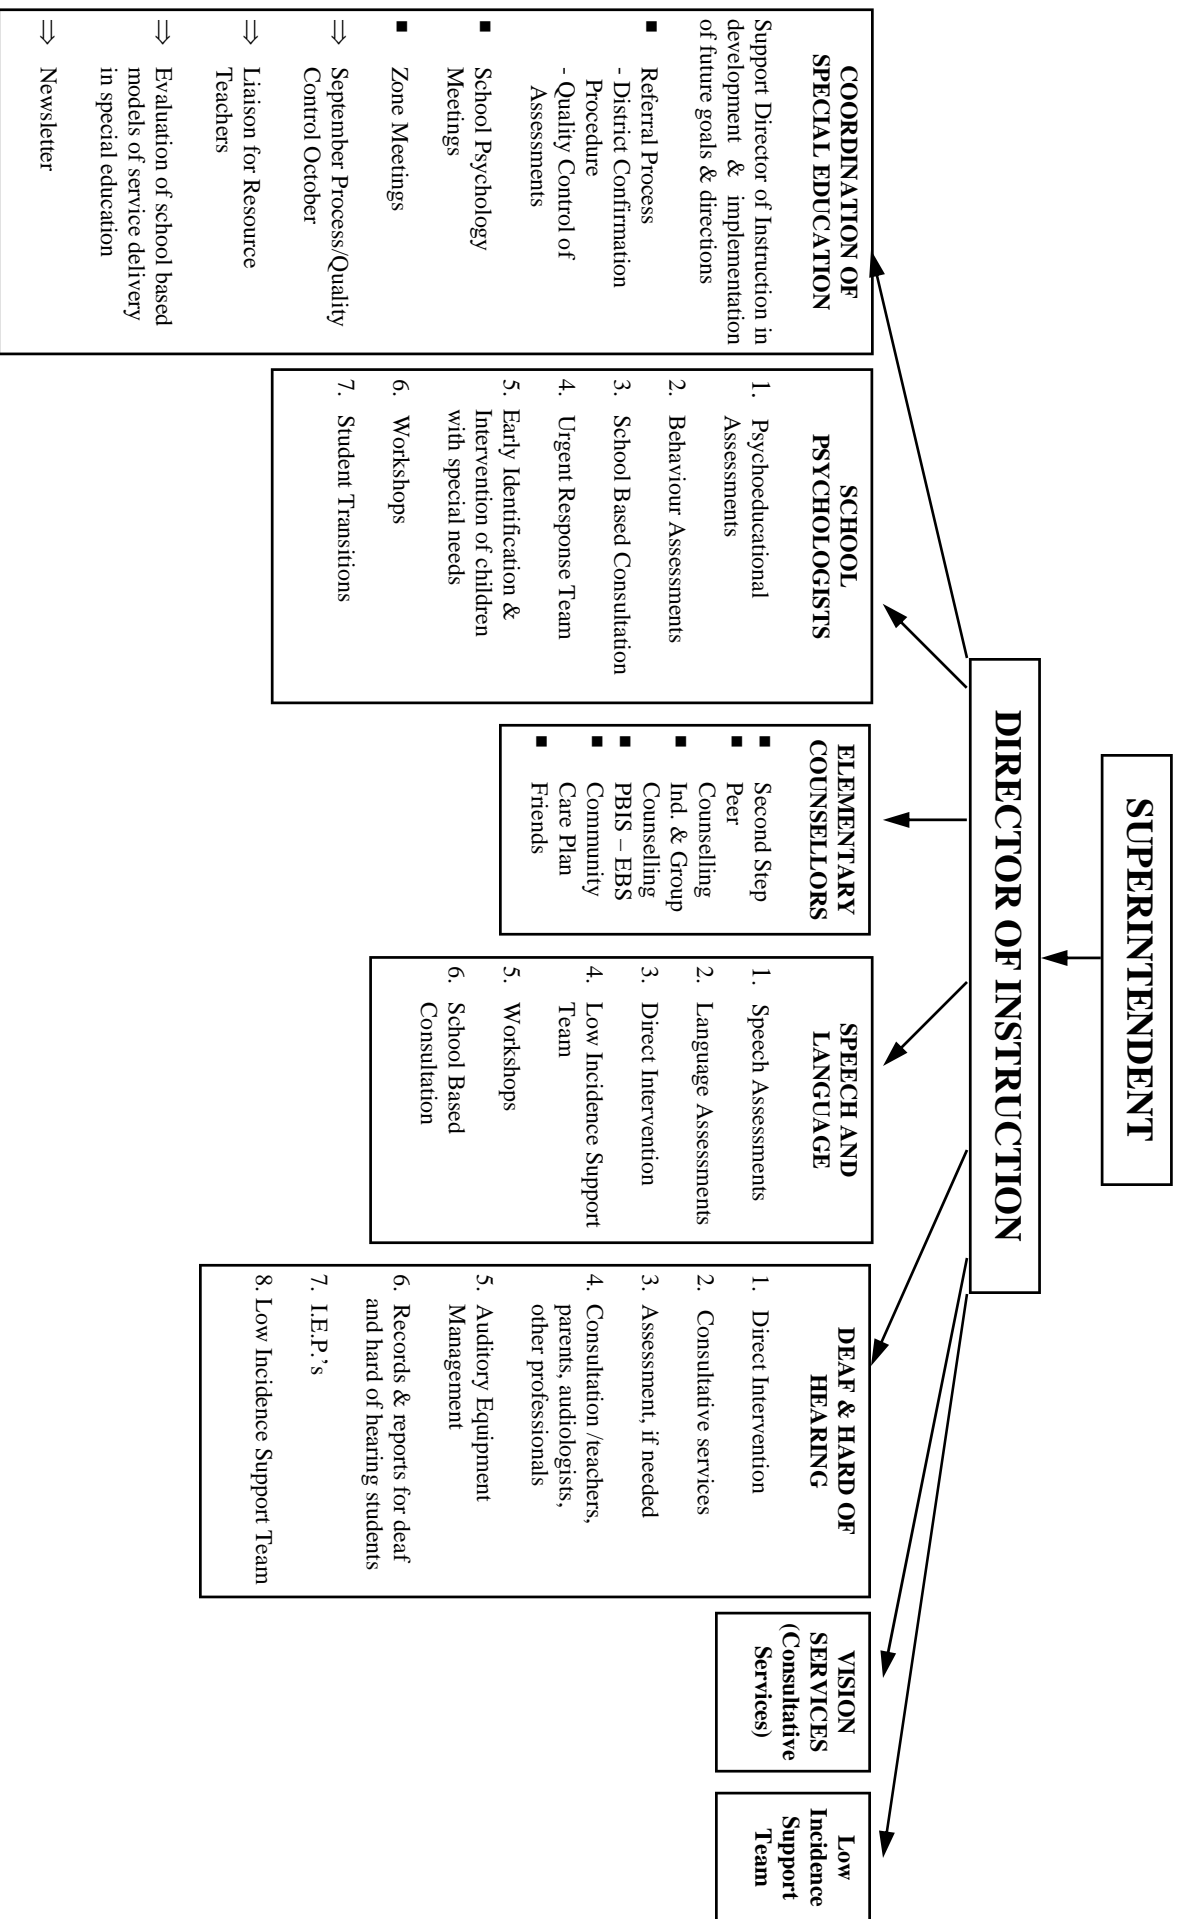 SUPERINTENDENT
DIRECTOR OF INSTRUCTION
COORDINATION OF
SPECIAL EDUCATION
Support Director of Instruction in
development & implementation
of future goals & directions
▪ Referral Process
- District Confirmation
Procedure
- Quality Control of
Assessments
▪ School Psychology
Meetings
▪ Zone Meetings
⇒ September Process/Quality
Control October
⇒ Liaison for Resource
Teachers
⇒ Evaluation of school based
models of service delivery
in special education
⇒ Newsletter
SCHOOL
PSYCHOLOGISTS
1. Psychoeducational
Assessments
2. Behaviour Assessments
3. School Based Consultation
4. Urgent Response Team
5. Early Identification &
Intervention of children
with special needs
6. Workshops
7. Student Transitions
ELEMENTARY
COUNSELLORS
▪ Second Step
▪ Peer
Counselling
▪ Ind. & Group
Counselling
▪ PBIS – EBS
▪ Community
Care Plan
▪ Friends
SPEECH AND
LANGUAGE
1. Speech Assessments
2. Language Assessments
3. Direct Intervention
4. Low Incidence Support
Team
5. Workshops
6. School Based
Consultation
DEAF & HARD OF
HEARING
1. Direct Intervention
2. Consultative services
3. Assessment, if needed
4. Consultation /teachers,
parents, audiologists,
other professionals
5. Auditory Equipment
Management
6. Records & reports for deaf
and hard of hearing students
7. I.E.P.'s
8. Low Incidence Support Team
VISION
SERVICES
(Consultative
Services)
Low
Incidence
Support
Team